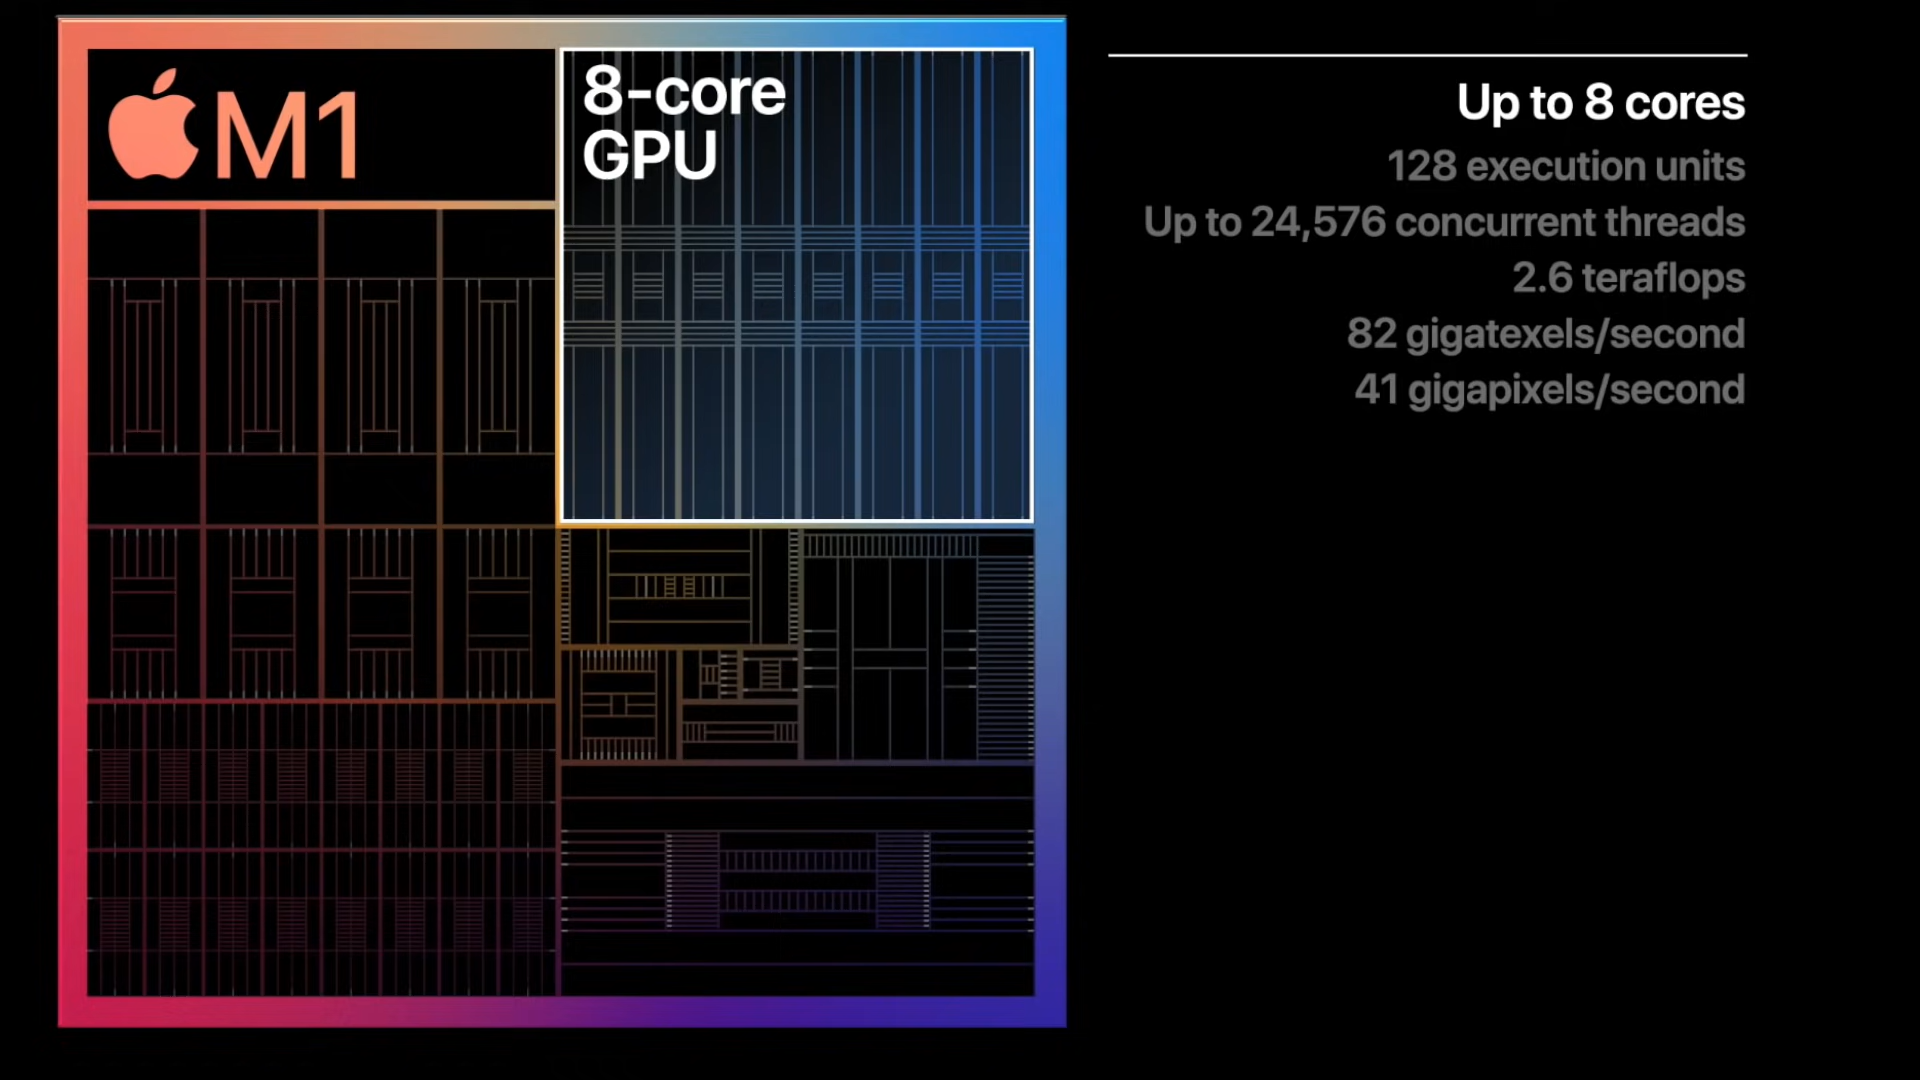 M1
8-core
GPU
Up to 8 cores
128 execution units
Up to 24,576 concurrent threads
2.6 teraflops
82 gigatexels/second
41 gigapixels/second